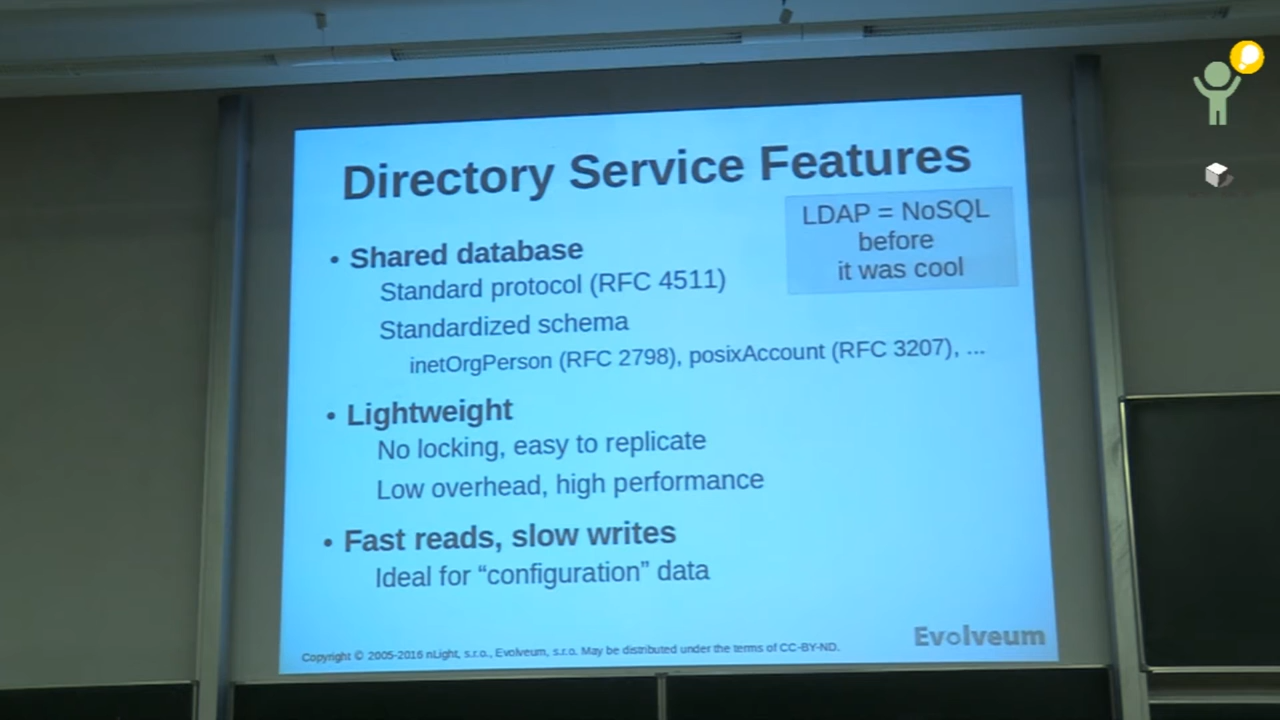 Directory Service Features
LDAP = NoSQL
before
it was cool
• Shared database
Standard protocol (RFC 4511)
Standardized schema
inetOrgPerson (RFC 2798), posixAccount (RFC 3207), ...
• Lightweight
No locking, easy to replicate
Low overhead, high performance
• Fast reads, slow writes
Ideal for “configuration” data
Evolveum
Copyright © 2005-2016 nLight, s.r.o., Evolveum, s.r.o. May be distributed under the terms of CC-BY-ND.